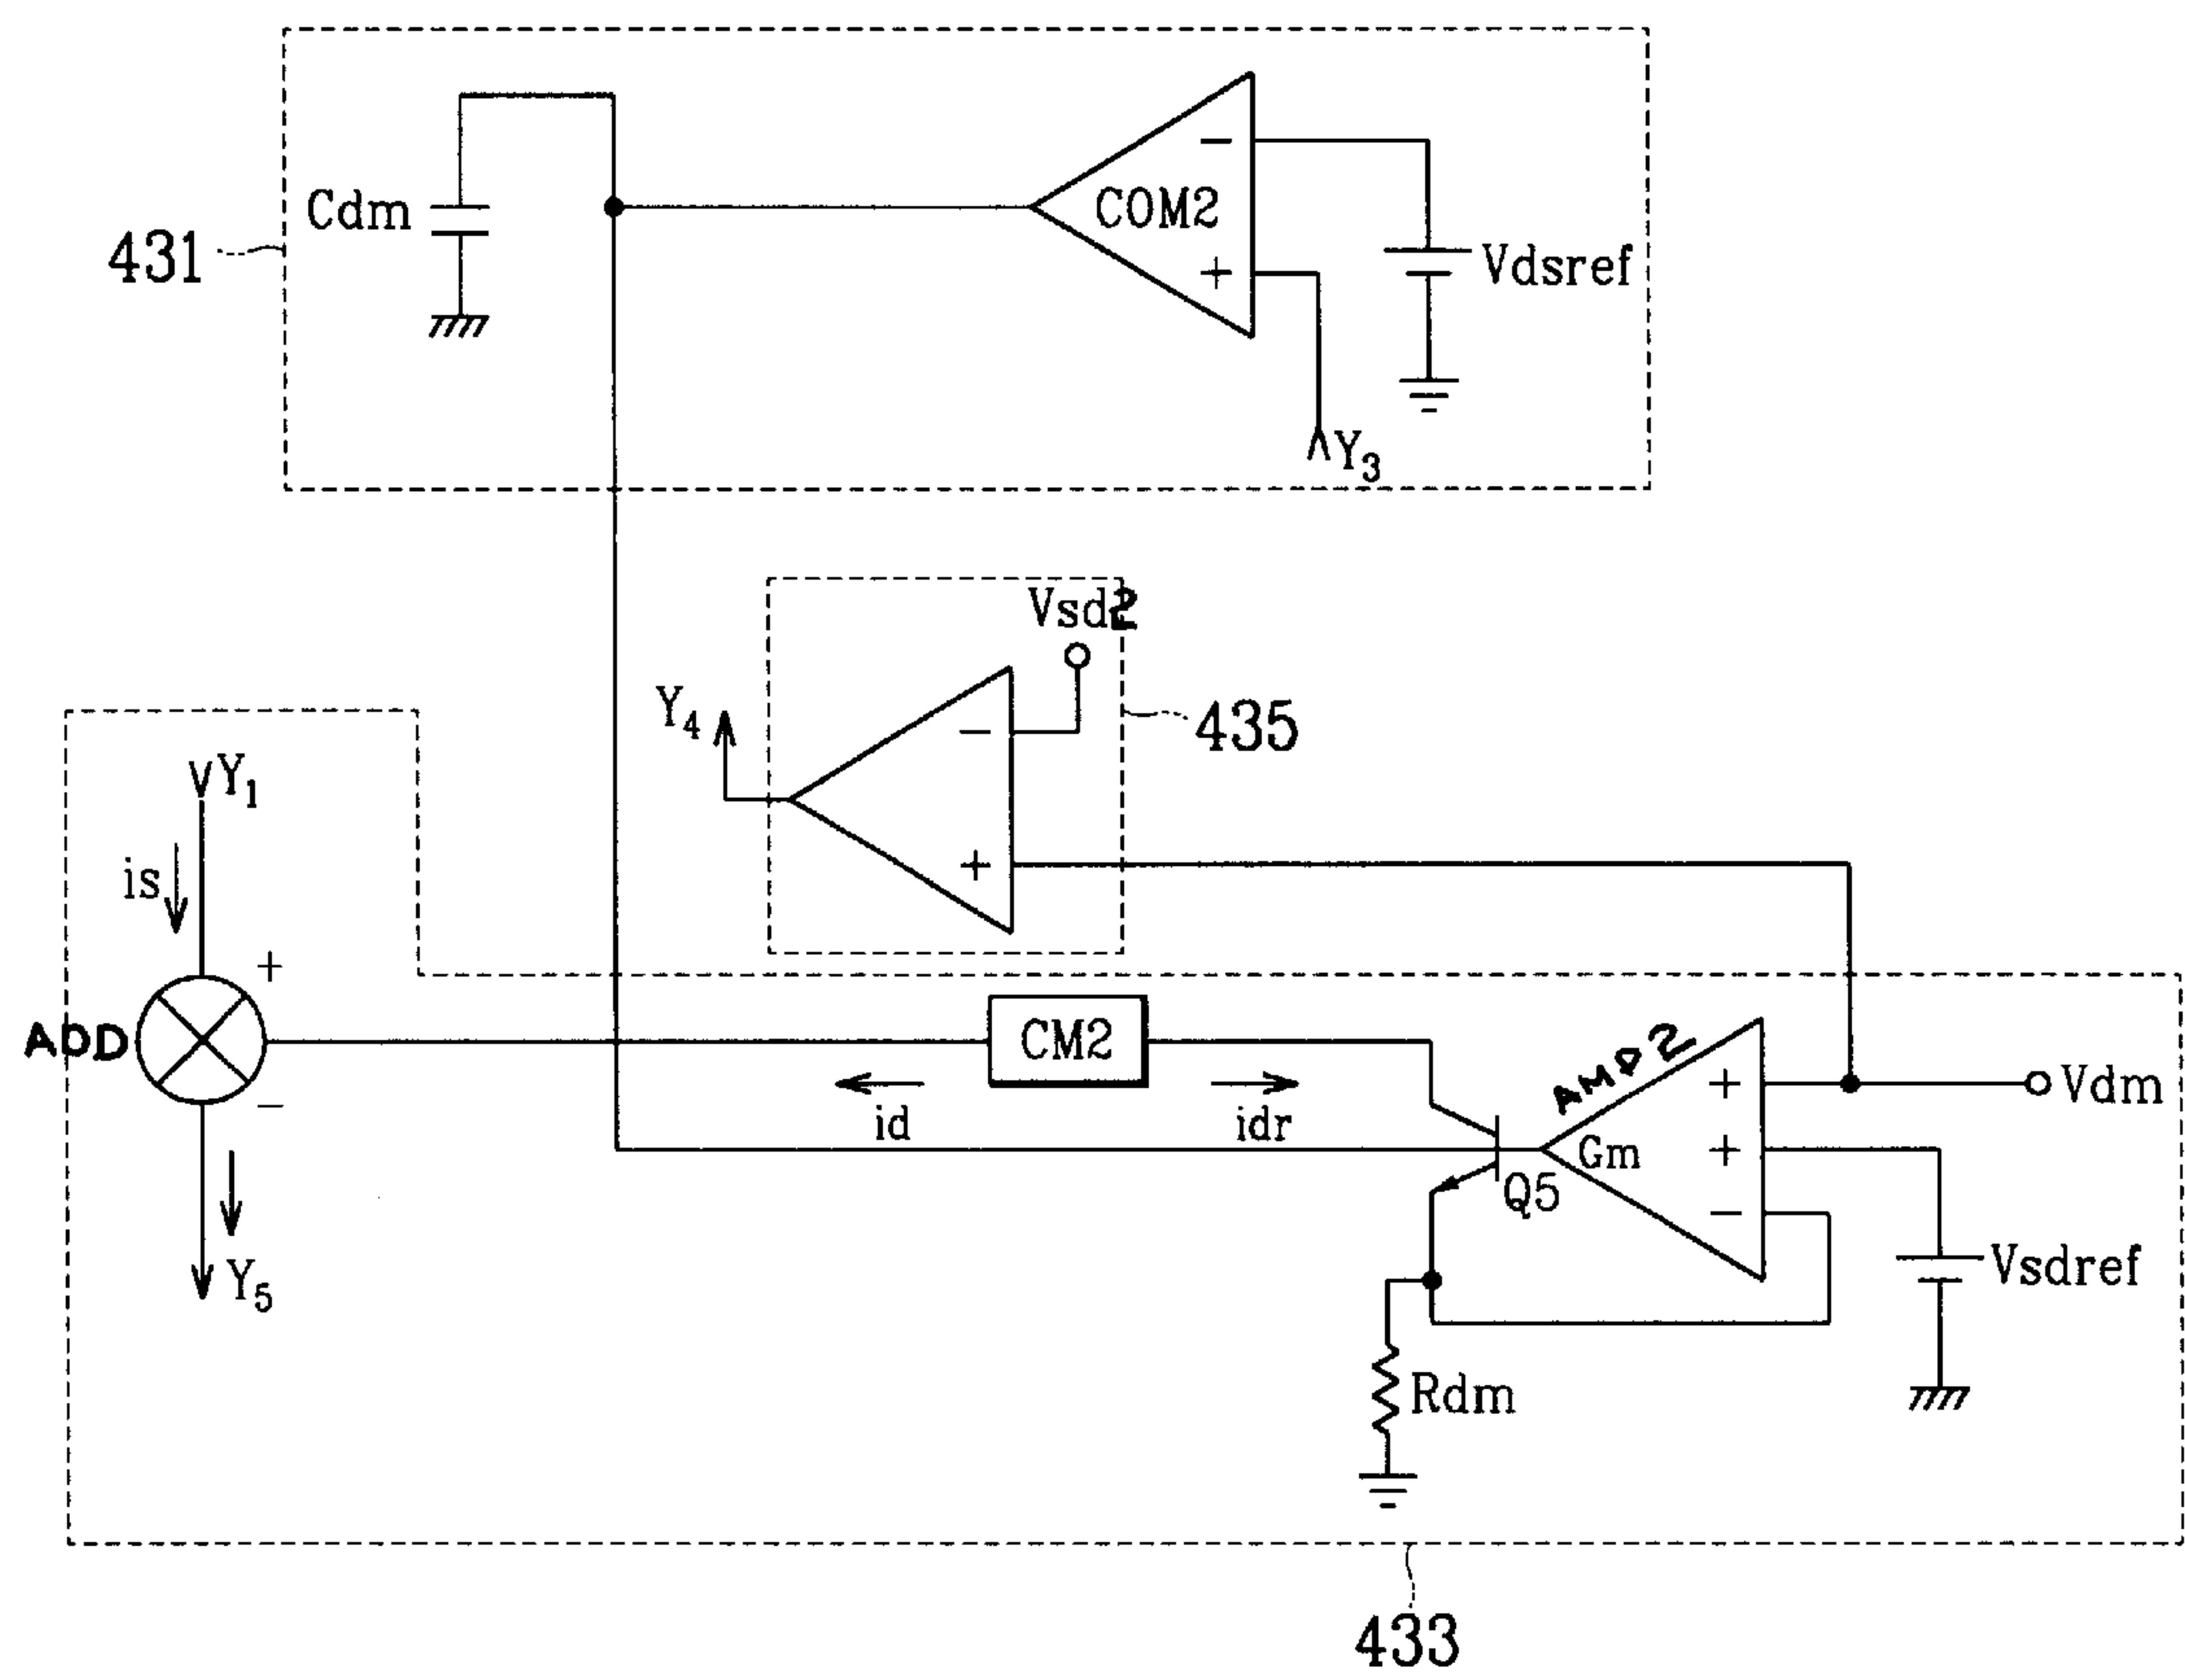 Cdm
431
−
COM2
+
Vdsref
Y3
Vsd2
Y4
−
+
435
Y1
is
+
ADD
−
Y5
CM2
id
idr
AMP2
Gm
+
+
−
Q5
Vdm
Vsdref
Rdm
433